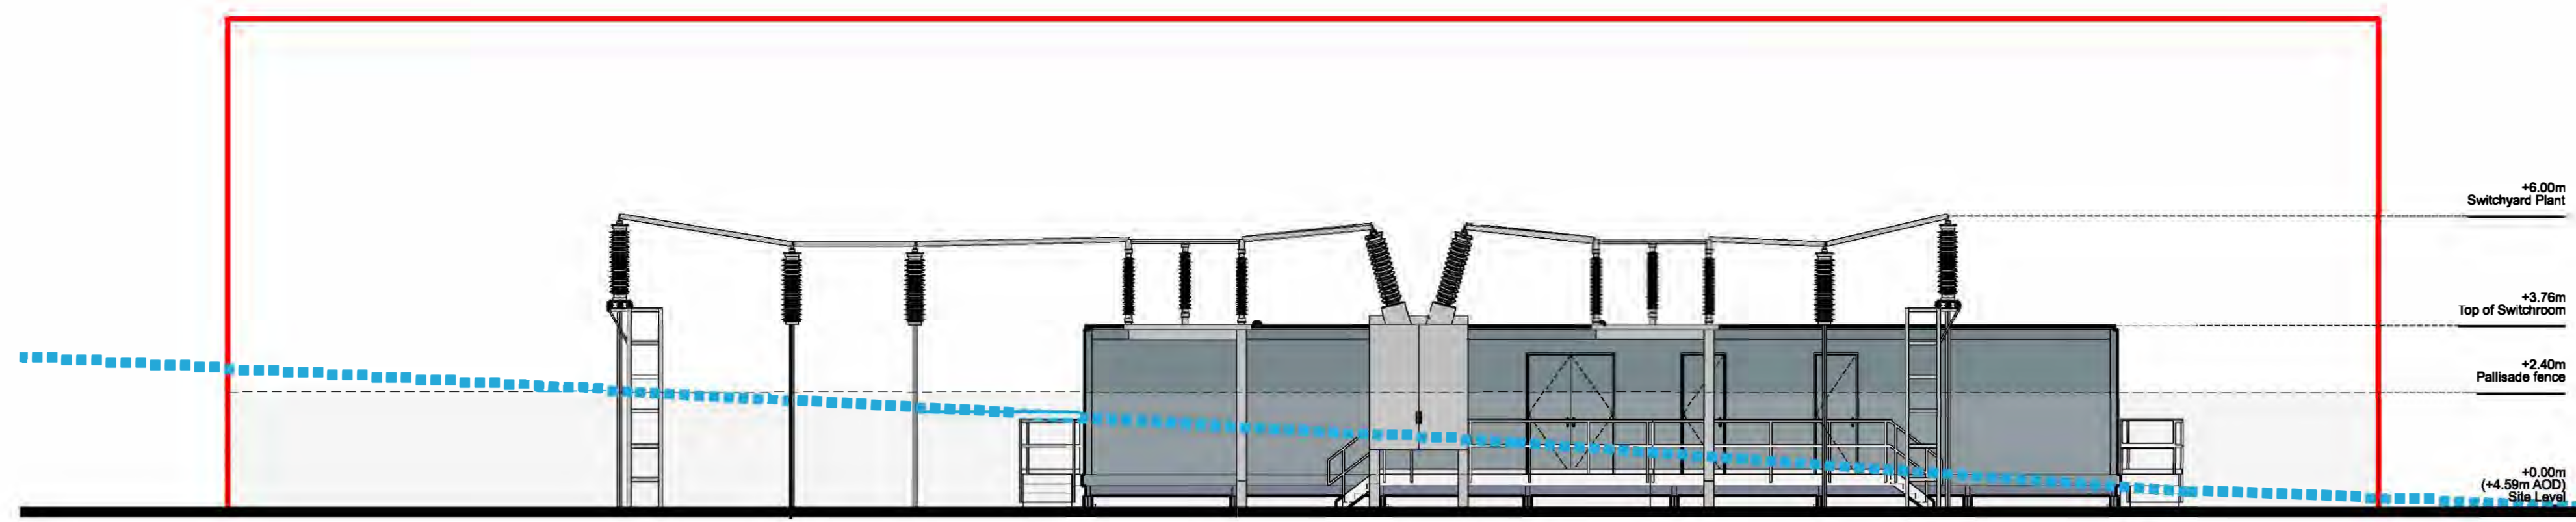 +6.00m
Switchyard Plant
+3.76m
Top of Switchroom
+2.40m
Pallisade fence
+0.00m
(+4.59m AOD)
Site Level